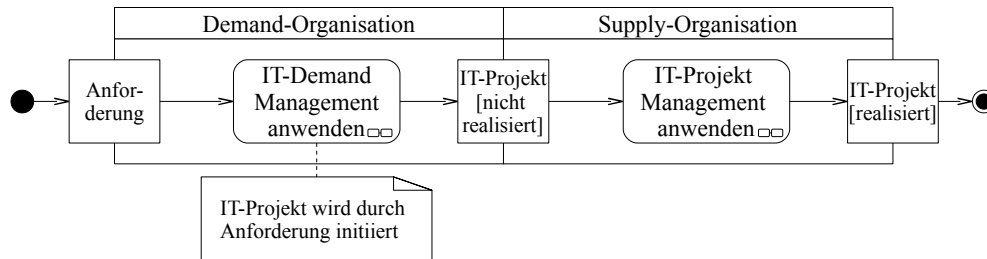 Demand-Organisation
Supply-Organisation
Anfor-
derung
IT-Demand
Management
anwenden
IT-Projekt
[nicht
realisiert]
IT-Projekt
Management
anwenden
IT-Projekt
[realisiert]
IT-Projekt wird durch
Anforderung initiiert